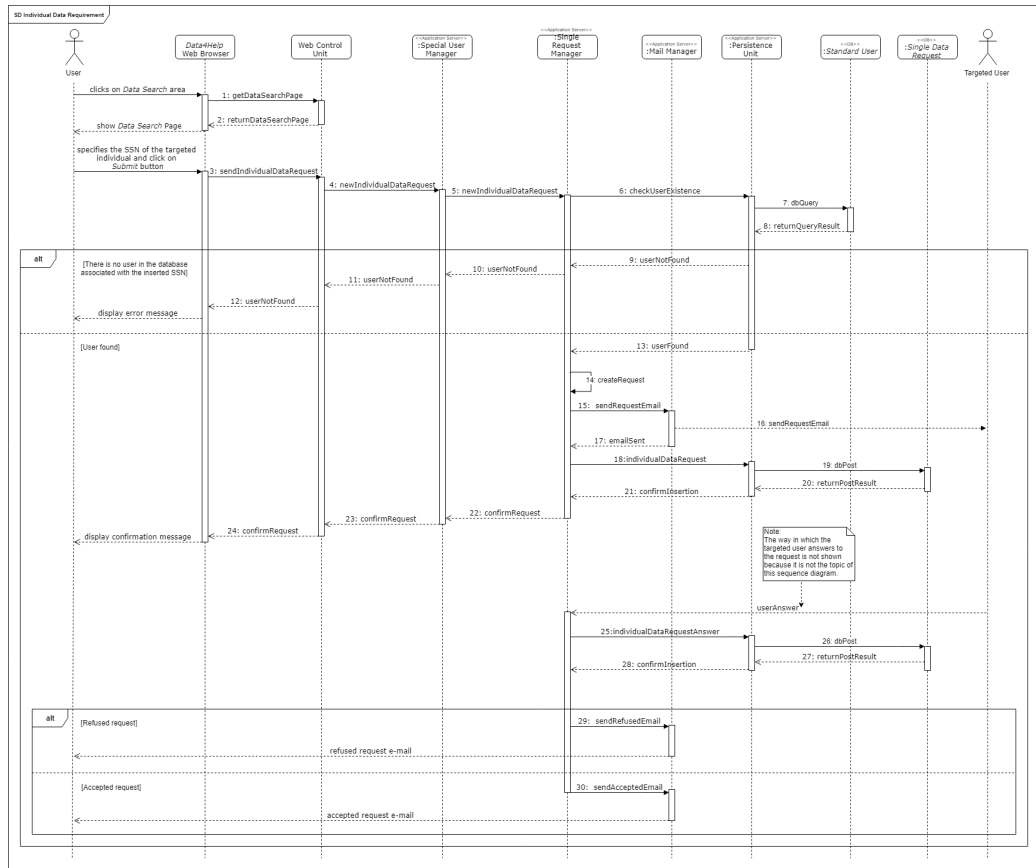 SD Individual Data Requirement
User
Data4Help
Web Browser
Web Control
Unit
<<Application Server>>
:Special User
Manager
<<Application Server>>
:Single
Request
Manager
<<Application Server>>
:Mail Manager
<<Application Server>>
:Persistence
Unit
<<DB>>
:Standard User
<<DB>>
:Single Data
Request
Targeted User
clicks on Data Search area
1: getDataSearchPage
2: returnDataSearchPage
show Data Search Page
specifies the SSN of the targeted
individual and click on
Submit button
3: sendIndividualDataRequest
4: newIndividualDataRequest
5: newIndividualDataRequest
6: checkUserExistence
7: dbQuery
8: returnQueryResult
alt
[There is no user in the database
associated with the inserted SSN]
9: userNotFound
10: userNotFound
11: userNotFound
12: userNotFound
display error message
[User found]
13: userFound
14: createRequest
15: sendRequestEmail
16: sendRequestEmail
17: emailSent
18:individualDataRequest
19: dbPost
20: returnPostResult
21: confirmInsertion
22: confirmRequest
23: confirmRequest
24: confirmRequest
display confirmation message
Note:
The way in which the
targeted user answers to
the request is not shown
because it is not the topic of
this sequence diagram.
userAnswer
25:individualDataRequestAnswer
26: dbPost
27: returnPostResult
28: confirmInsertion
alt
[Refused request]
29: sendRefusedEmail
refused request e-mail
[Accepted request]
30: sendAcceptedEmail
accepted request e-mail